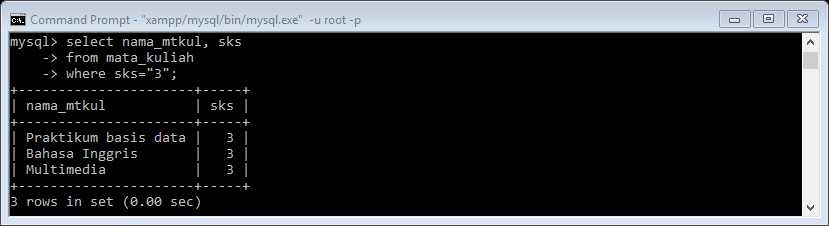 Command Prompt - "xampp/mysql/bin/mysql.exe" -u root -p
mysql> select nama_mtkul, sks
    -> from mata_kuliah
    -> where sks="3";
+----------------------+-----+
| nama_mtkul           | sks |
+----------------------+-----+
| Praktikum basis data |   3 |
| Bahasa Inggris       |   3 |
| Multimedia           |   3 |
+----------------------+-----+
3 rows in set (0.00 sec)